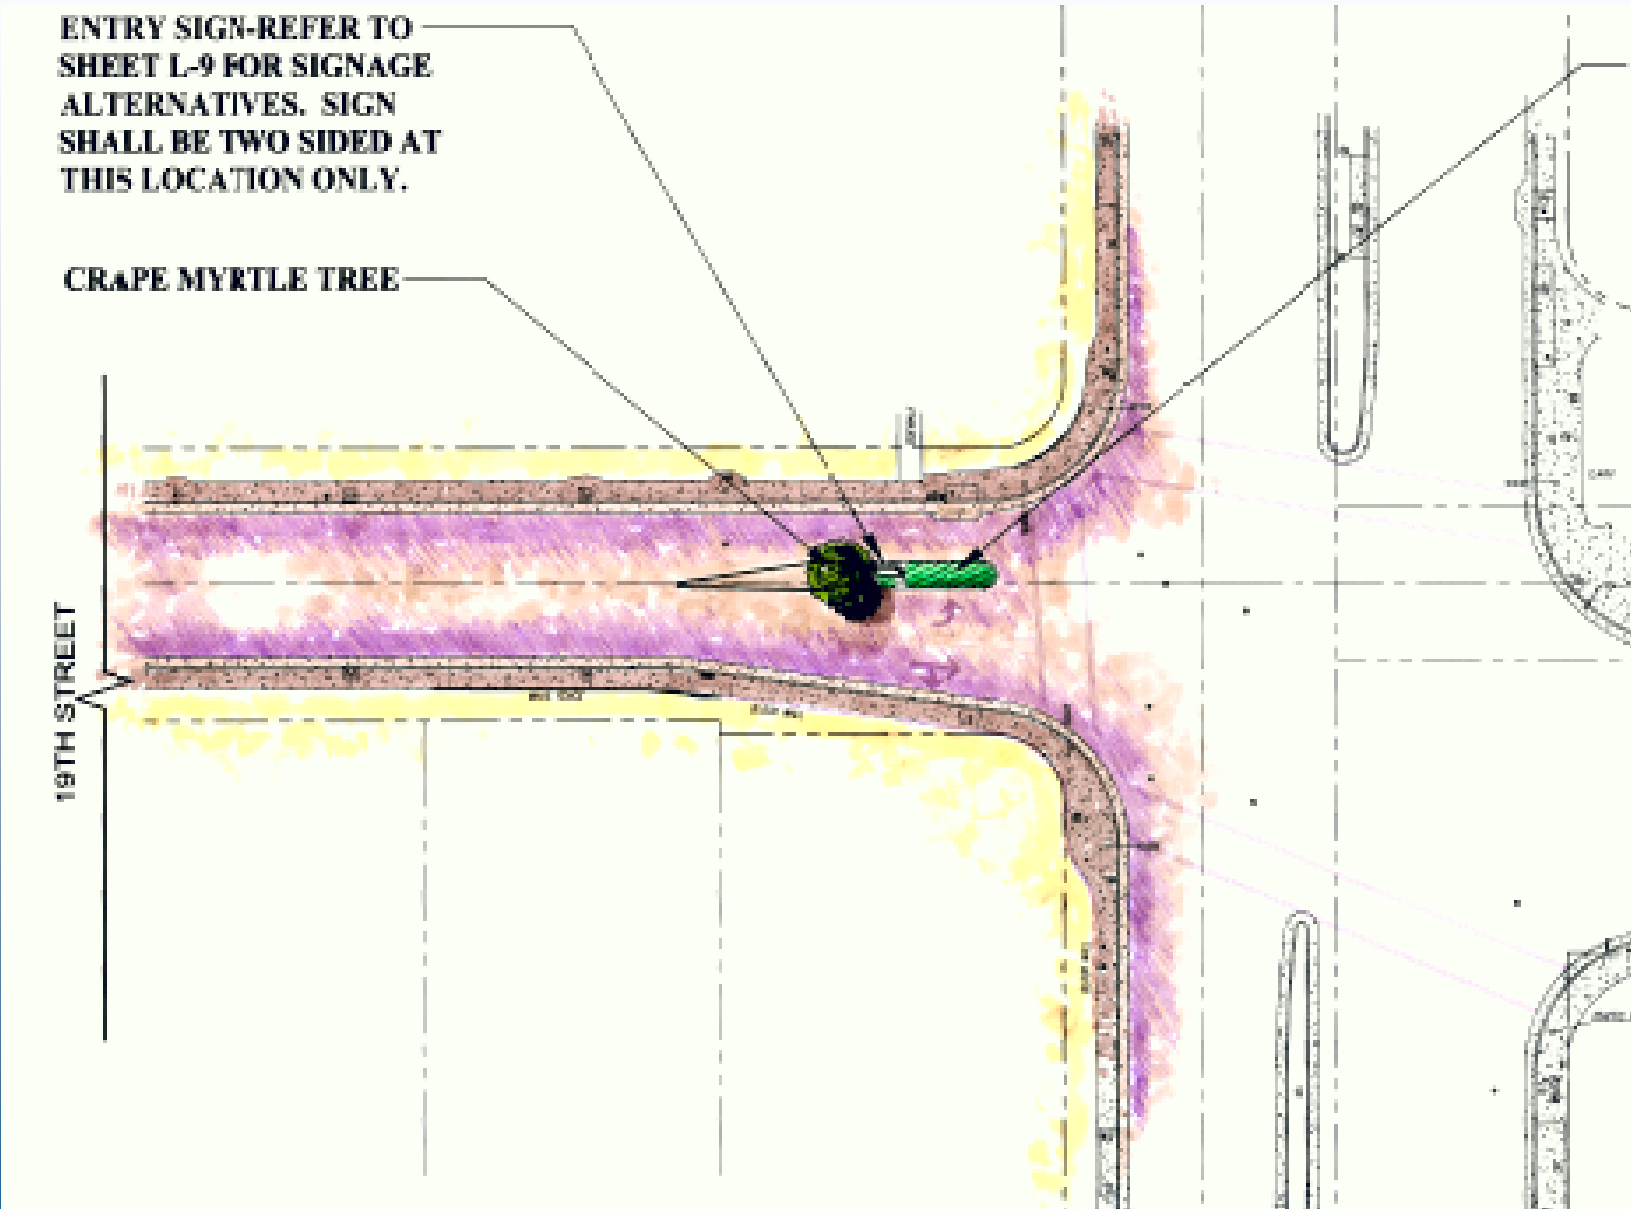 ENTRY SIGN-REFER TO
SHEET L-9 FOR SIGNAGE
ALTERNATIVES. SIGN
SHALL BE TWO SIDED AT
THIS LOCATION ONLY.
CRAPE MYRTLE TREE
19TH STREET